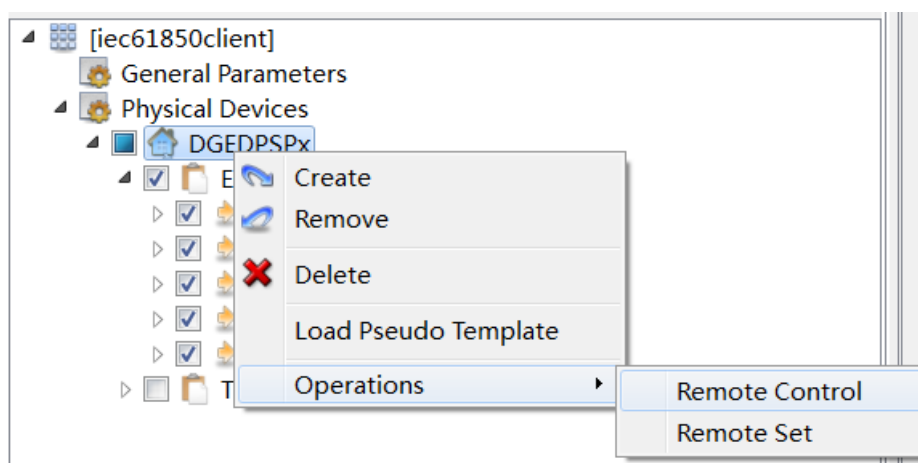 [iec61850client]
General Parameters
Physical Devices
DGEDPSPx
E
Create
Remove
Delete
Load Pseudo Template
T
Operations
Remote Control
Remote Set